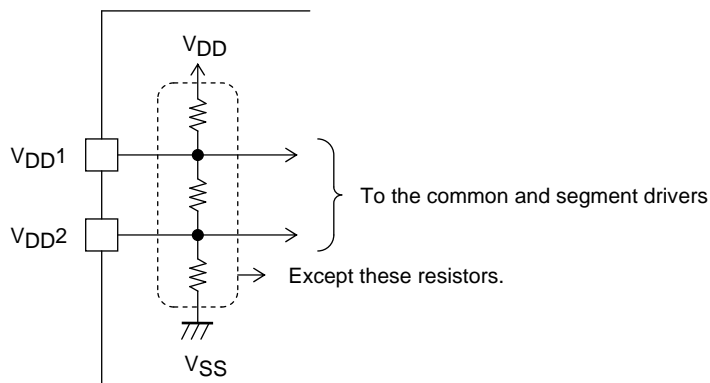 VDD
VDD1
To the common and segment drivers
VDD2
Except these resistors.
VSS